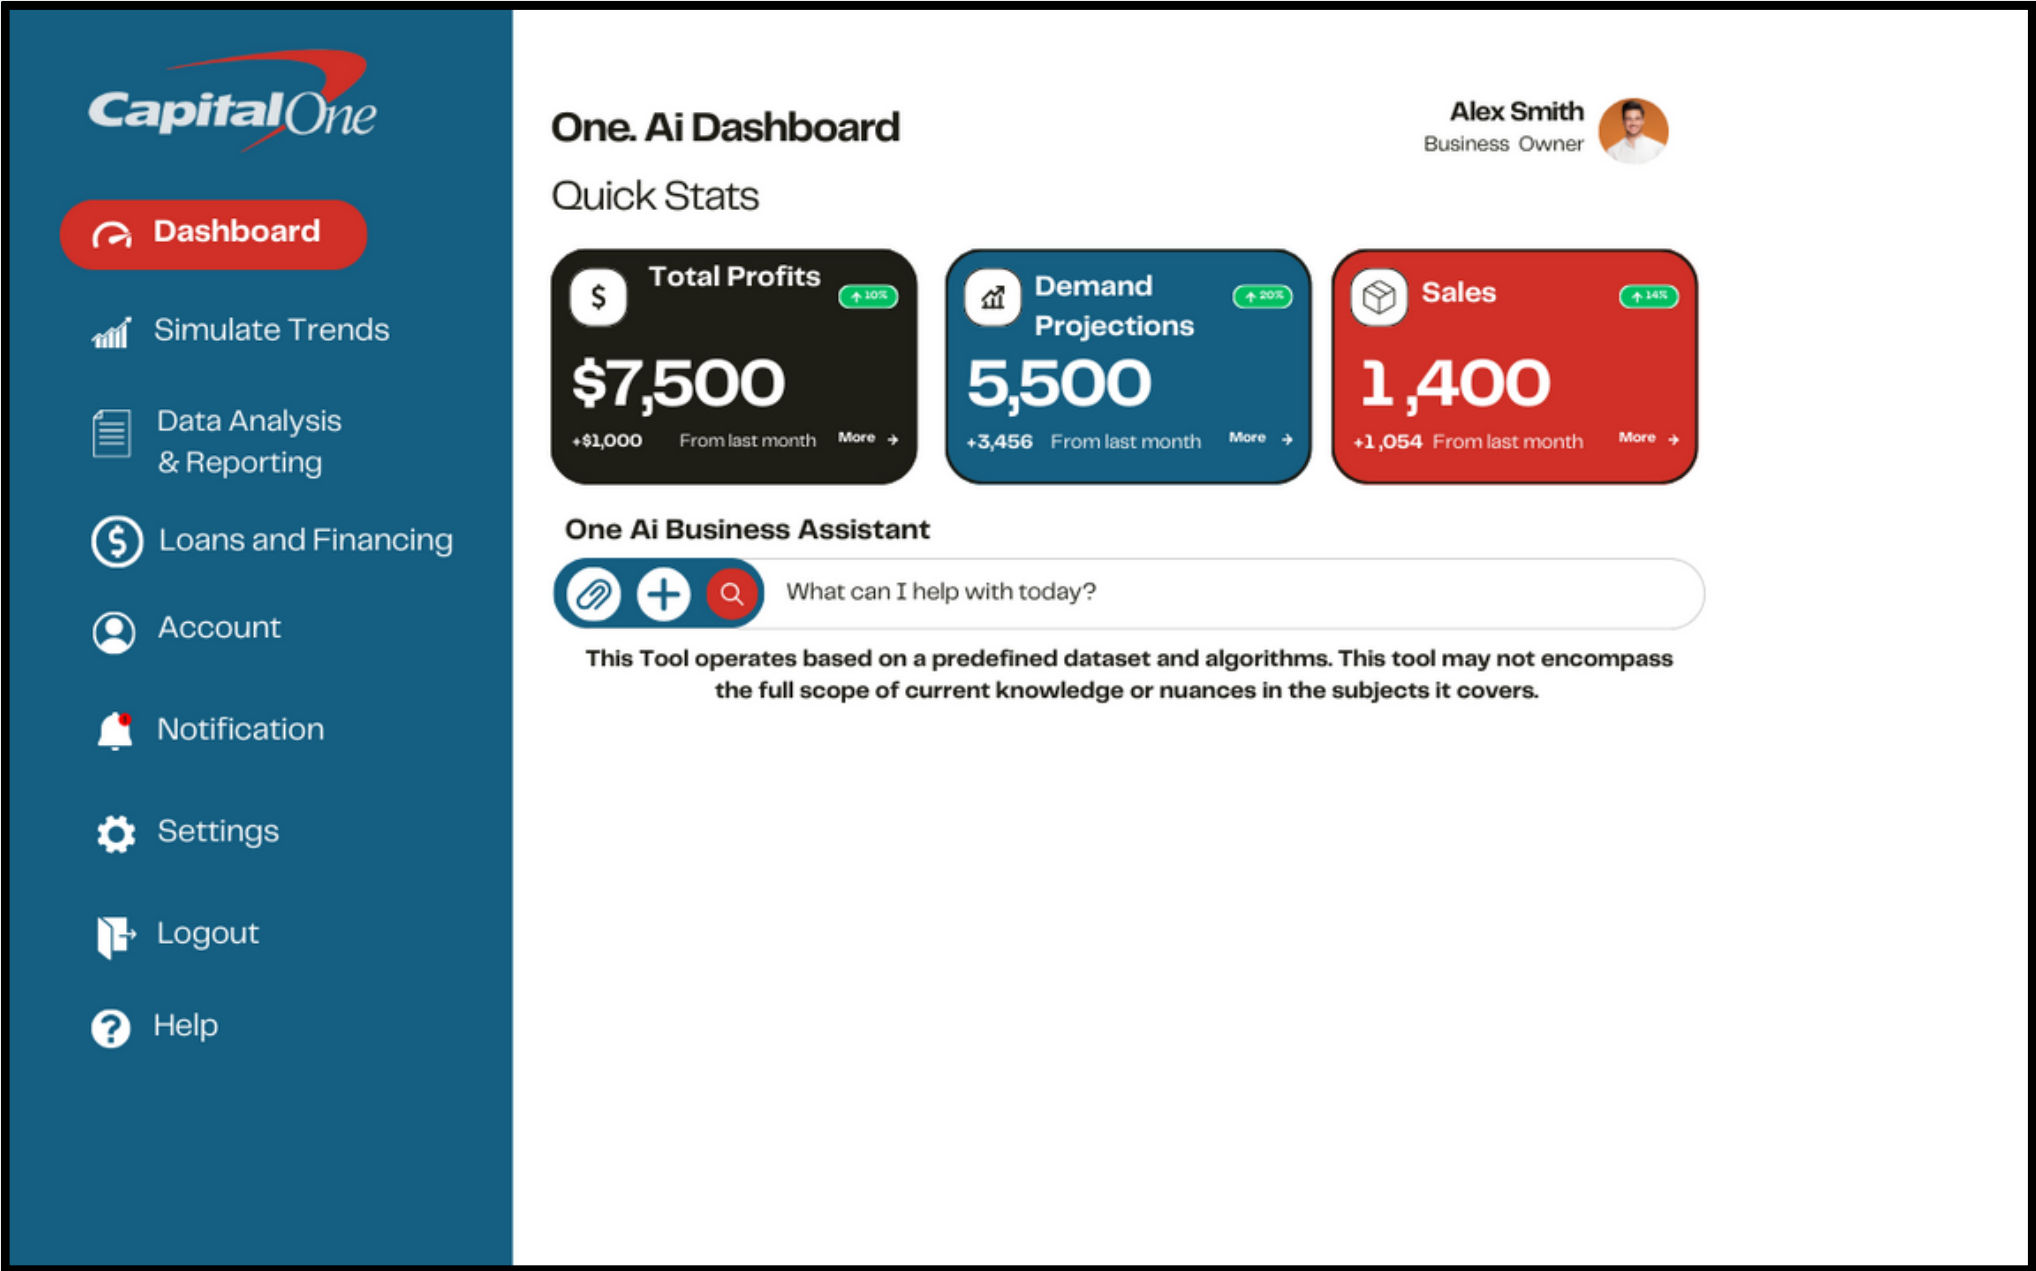 CapitalOne
Dashboard
Simulate Trends
Data Analysis
& Reporting
Loans and Financing
Account
Notification
Settings
Logout
Help
One. Ai Dashboard
Alex Smith
Business Owner
Quick Stats
Total Profits
10%
$7,500
+$1,000 From last month More
Demand
Projections
20%
5,500
+3,456 From last month More
Sales
14%
1,400
+1,054 From last month More
One Ai Business Assistant
What can I help with today?
This Tool operates based on a predefined dataset and algorithms. This tool may not encompass
the full scope of current knowledge or nuances in the subjects it covers.